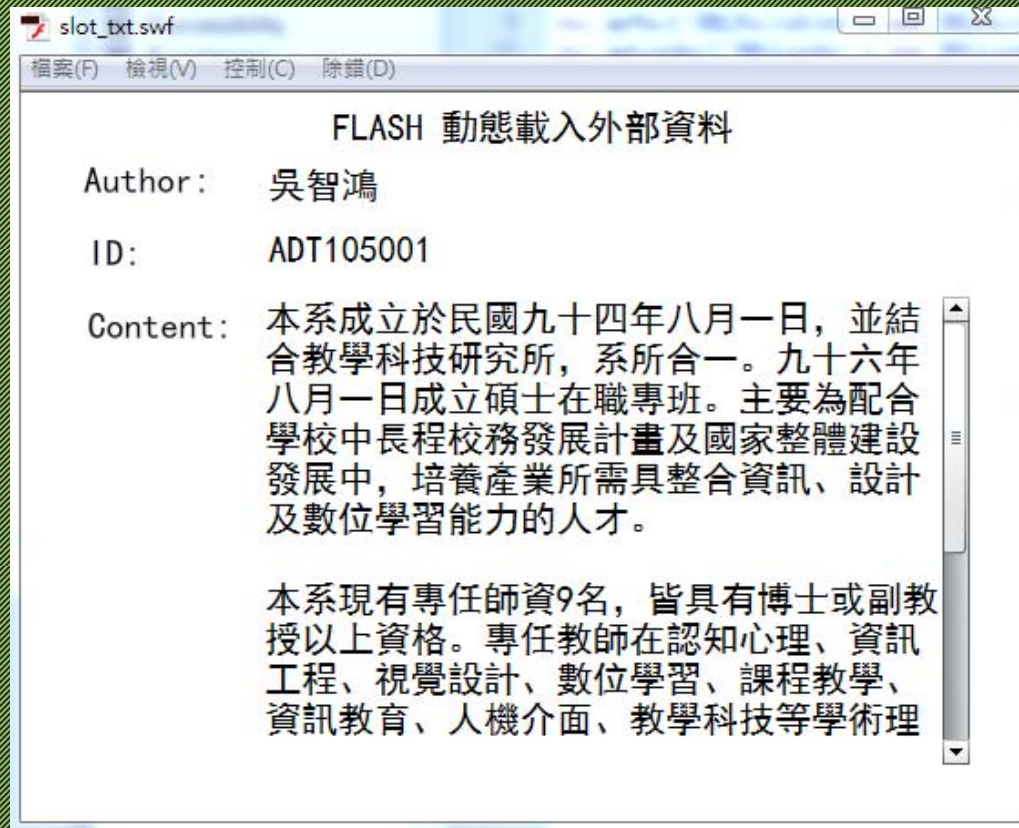 slot_txt.swf
檔案(F) 檢視(V) 控制(C) 除錯(D)
FLASH 動態載入外部資料
Author: 吳智鴻
ID: ADT105001
Content: 本系成立於民國九十四年八月一日，並結
合教學科技研究所，系所合一。九十六年
八月一日成立碩士在職專班。主要為配合
學校中長程校務發展計畫及國家整體建設
發展中，培養產業所需具整合資訊、設計
及數位學習能力的人才。
本系現有專任師資9名，皆具有博士或副教
授以上資格。專任教師在認知心理、資訊
工程、視覺設計、數位學習、課程教學、
資訊教育、人機介面、教學科技等學術理